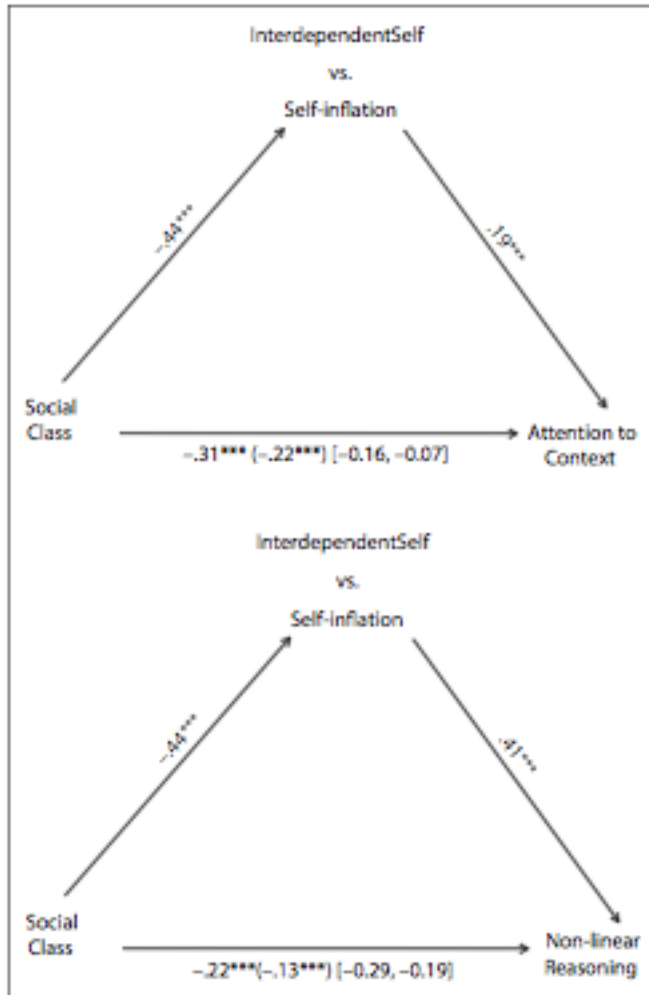 InterdependentSelf
vs.
Self-inflation
-.44***
.19***
Social
Class
-.31*** (-.22***) [-0.16, -0.07]
Attention to
Context
InterdependentSelf
vs.
Self-inflation
-.44***
.41***
Social
Class
-.22***(-.13***) [-0.29, -0.19]
Non-linear
Reasoning